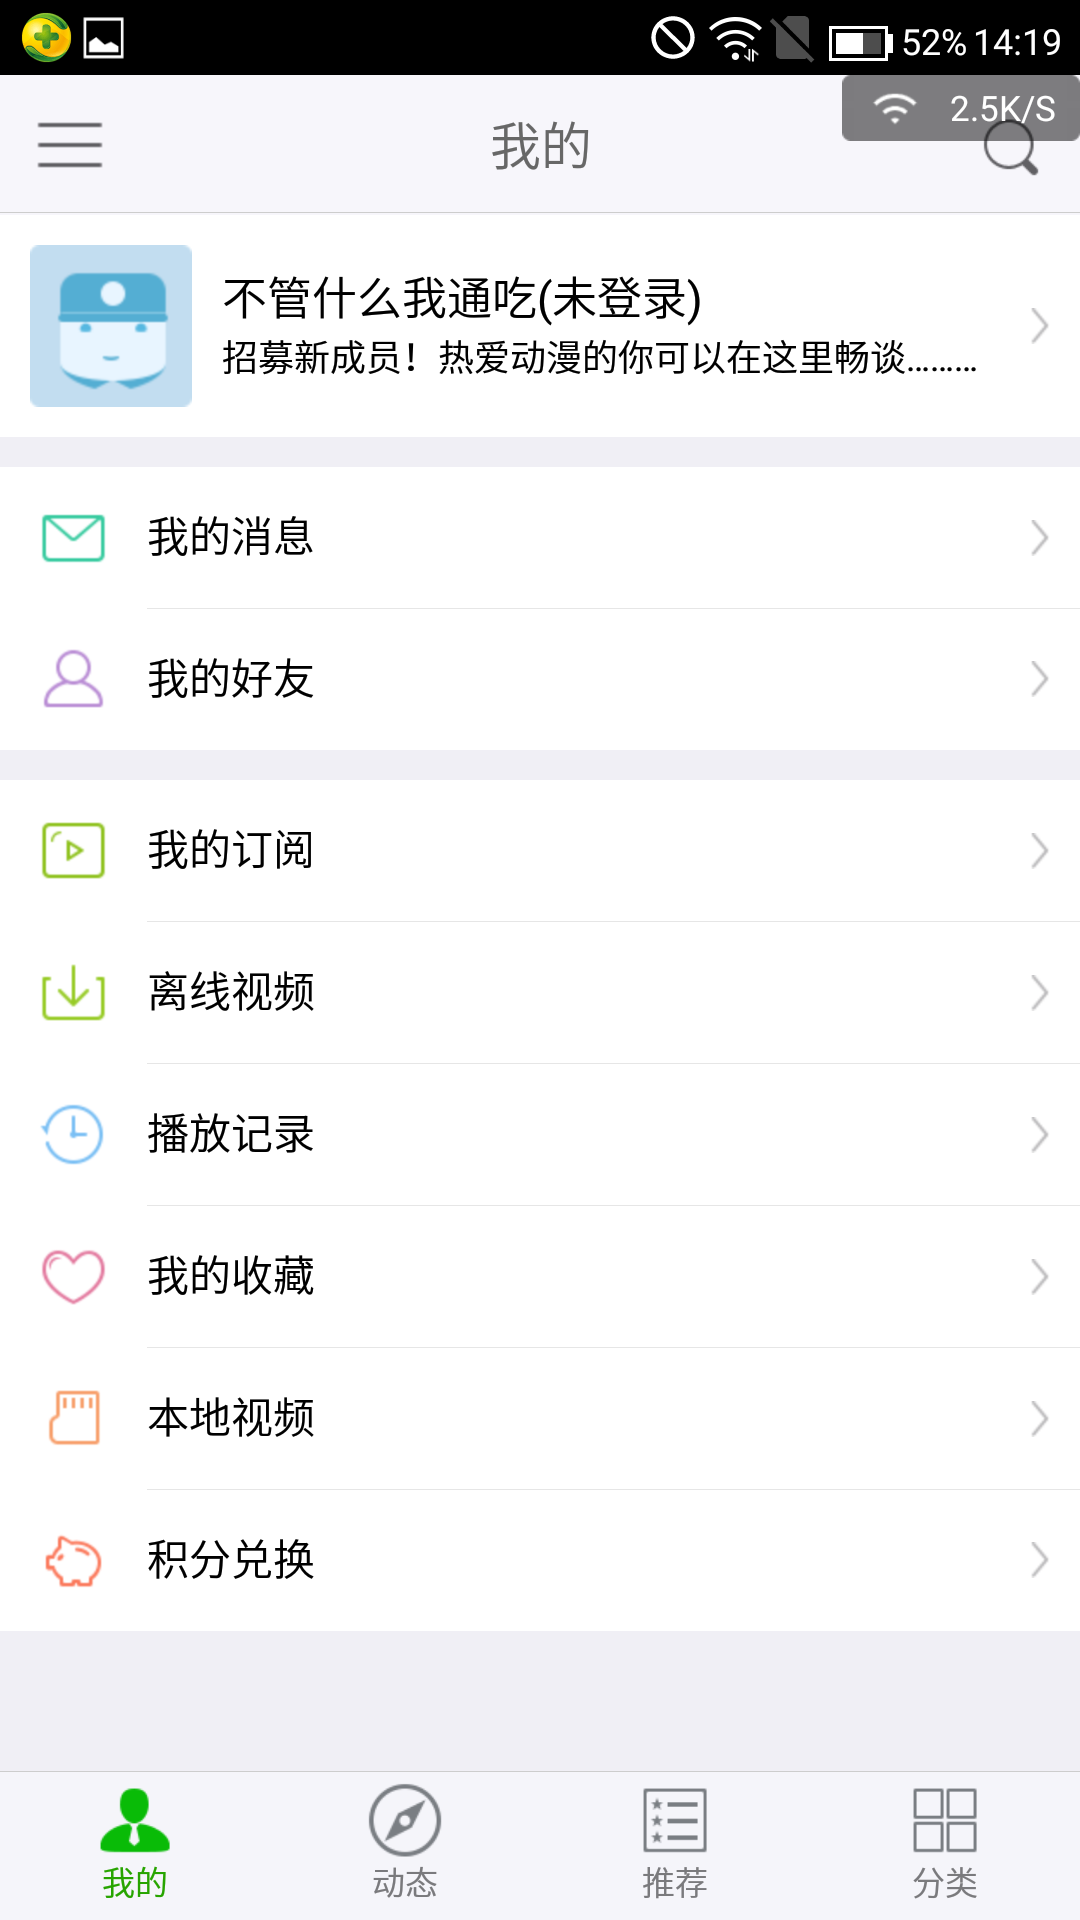 52% 14:19
2.5K/S
我的
不管什么我通吃(未登录)
招募新成员！热爱动漫的你可以在这里畅谈.........
我的消息
我的好友
我的订阅
离线视频
播放记录
我的收藏
本地视频
积分兑换
我的 动态 推荐 分类